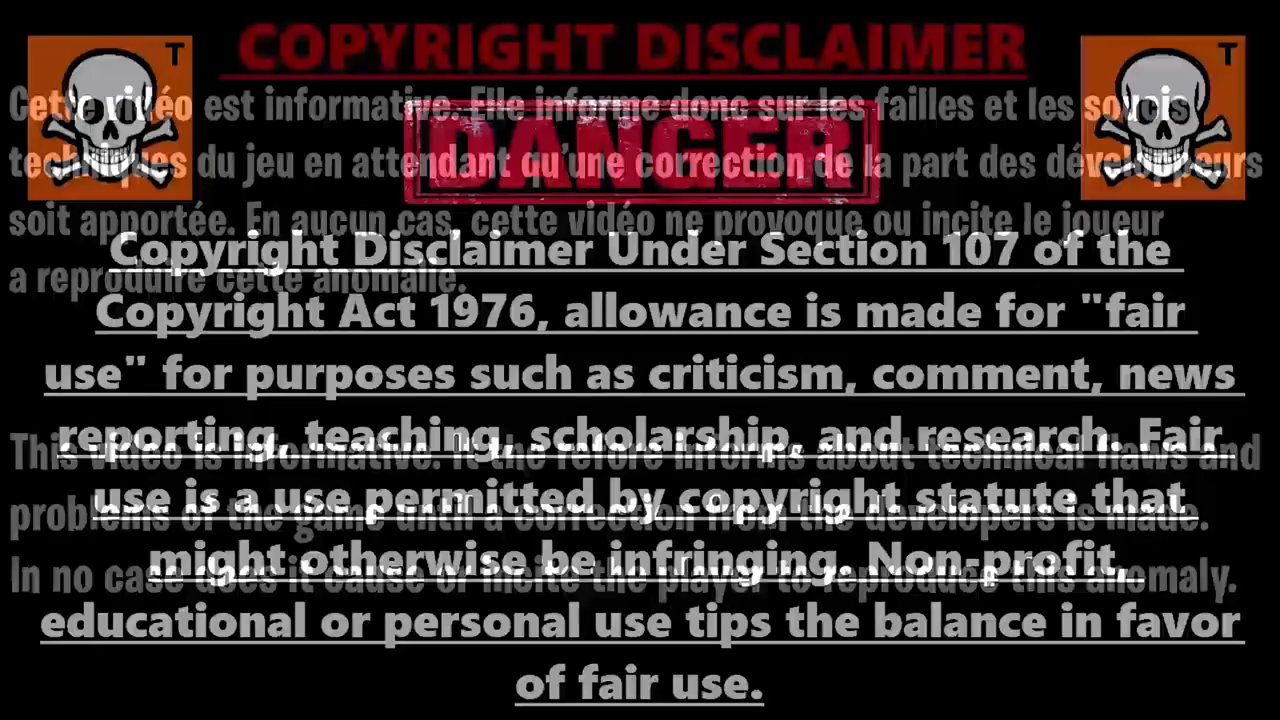 COPYRIGHT DISCLAIMER
T
T
Cette vidéo est informative. Elle informe donc sur les failles et les soucis
techniques du jeu en attendant qu'une correction de la part des développeurs
soit apportée. En aucun cas, cette vidéo ne provoque ou incite le joueur
a reproduire cette anomalie.
DANGER
Copyright Disclaimer Under Section 107 of the
Copyright Act 1976, allowance is made for "fair
use" for purposes such as criticism, comment, news
reporting, teaching, scholarship, and research. Fair
use is a use permitted by copyright statute that
might otherwise be infringing. Non-profit,
educational or personal use tips the balance in favor
of fair use.
This video is informative. It the refore informs about technical flaws and
problems of the game until a correction from the developers is made.
In no case does it cause or incite the player to reproduce this anomaly.